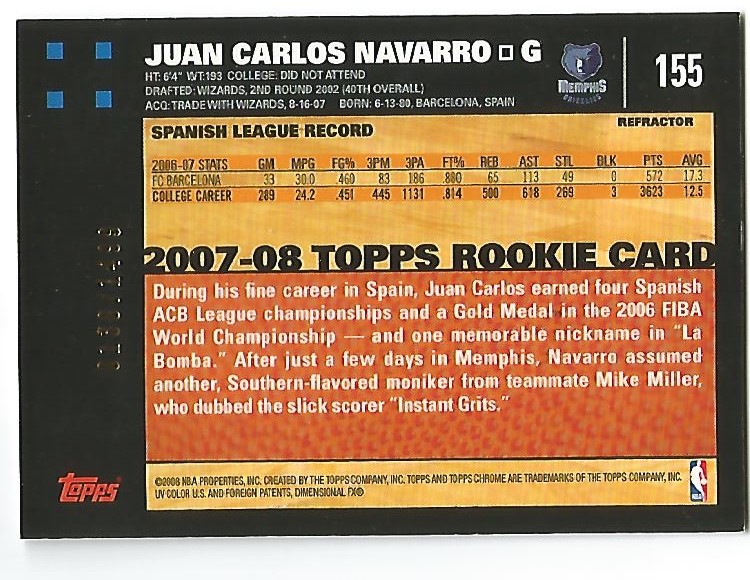 JUAN CARLOS NAVARRO □ G
HT: 6'4" WT:193 COLLEGE: DID NOT ATTEND
DRAFTED: WIZARDS, 2ND ROUND 2002 (40TH OVERALL)
ACQ: TRADE WITH WIZARDS, 8-16-07 BORN: 6-13-80, BARCELONA, SPAIN
MEMPHIS
GRIZZLIES
155
SPANISH LEAGUE RECORD
REFRACTOR
2006-07 STATS GM MPG FG% 3PM 3PA FT% REB AST STL BLK PTS AVG
FC BARCELONA 33 30.0 .460 83 186 .880 65 113 49 0 572 17.3
COLLEGE CAREER 289 24.2 .451 445 1131 .814 500 618 269 3 3623 12.5
2007-08 TOPPS ROOKIE CARD
During his fine career in Spain, Juan Carlos earned four Spanish
ACB League championships and a Gold Medal in the 2006 FIBA
World Championship — and one memorable nickname in "La
Bomba." After just a few days in Memphis, Navarro assumed
another, Southern-flavored moniker from teammate Mike Miller,
who dubbed the slick scorer "Instant Grits."
©2008 NBA PROPERTIES, INC. CREATED BY THE TOPPS COMPANY, INC. TOPPS AND TOPPS CHROME ARE TRADEMARKS OF THE TOPPS COMPANY, INC.
UV COLOR U.S. AND FOREIGN PATENTS, DIMENSIONAL FX®
topps